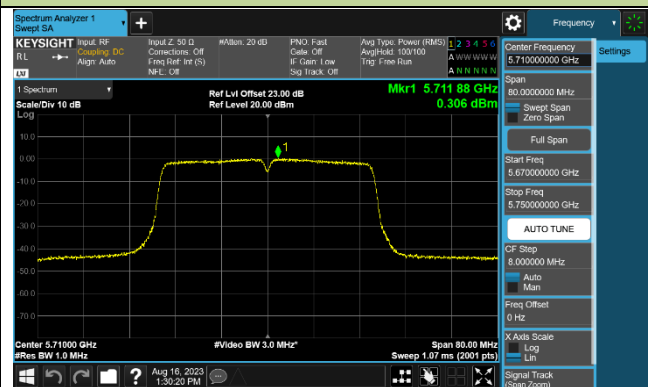 Spectrum Analyzer 1
Swept SA
Frequency
KEYSIGHT
RL
LXI
Input: RF
Coupling: DC
Align: Auto
Input Z: 50 Ω
Corrections: Off
Freq Ref: Int (S)
NFE: Off
#Atten: 20 dB
PNO: Fast
Gate: Off
IF Gain: Low
Sig Track: Off
Avg Type: Power (RMS)
Avg|Hold: 100/100
Trig: Free Run
1 2 3 4 5 6
A W W W W W
A N N N N N
1 Spectrum
Scale/Div 10 dB
Log
Ref Lvl Offset 23.00 dB
Ref Level 20.00 dBm
Mkr1 5.711 88 GHz
0.306 dBm
1
10.0
0.00
-10.0
-20.0
-30.0
-40.0
-50.0
-60.0
-70.0
Center 5.71000 GHz
#Res BW 1.0 MHz
#Video BW 3.0 MHz*
Span 80.00 MHz
Sweep 1.07 ms (2001 pts)
Aug 16, 2023
1:30:20 PM
Center Frequency
5.710000000 GHz
Settings
Span
80.0000000 MHz
Swept Span
Zero Span
Full Span
Start Freq
5.670000000 GHz
Stop Freq
5.750000000 GHz
AUTO TUNE
CF Step
8.000000 MHz
Auto
Man
Freq Offset
0 Hz
X Axis Scale
Log
Lin
Signal Track
(Span Zoom)